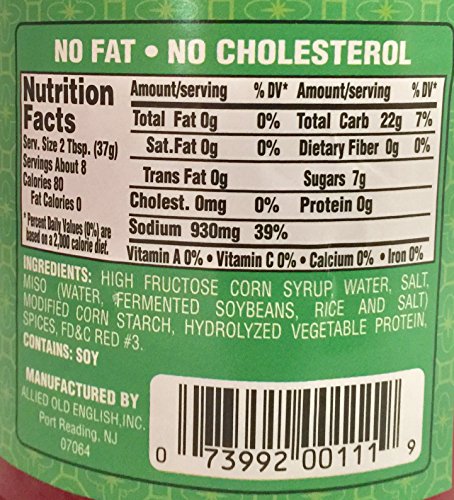 NO FAT • NO CHOLESTEROL
Nutrition Facts
Serv. Size 2 Tbsp. (37g)
Servings About 8
Calories 80
Fat Calories 0
* Percent Daily Values (%) are
based on a 2,000 calorie diet.
Amount/serving % DV* Amount/serving % DV*
Total Fat 0g 0% Total Carb 22g 7%
Sat.Fat 0g 0% Dietary Fiber 0g 0%
Trans Fat 0g Sugars 7g
Cholest. 0mg 0% Protein 0g
Sodium 930mg 39%
Vitamin A 0% • Vitamin C 0% • Calcium 0% • Iron 0%
INGREDIENTS: HIGH FRUCTOSE CORN SYRUP, WATER, SALT,
MISO (WATER, FERMENTED SOYBEANS, RICE AND SALT)
MODIFIED CORN STARCH, HYDROLYZED VEGETABLE PROTEIN,
SPICES, FD&C RED #3.
CONTAINS: SOY
MANUFACTURED BY
ALLIED OLD ENGLISH, INC.
Port Reading, NJ
07064
0 73992 00111 9